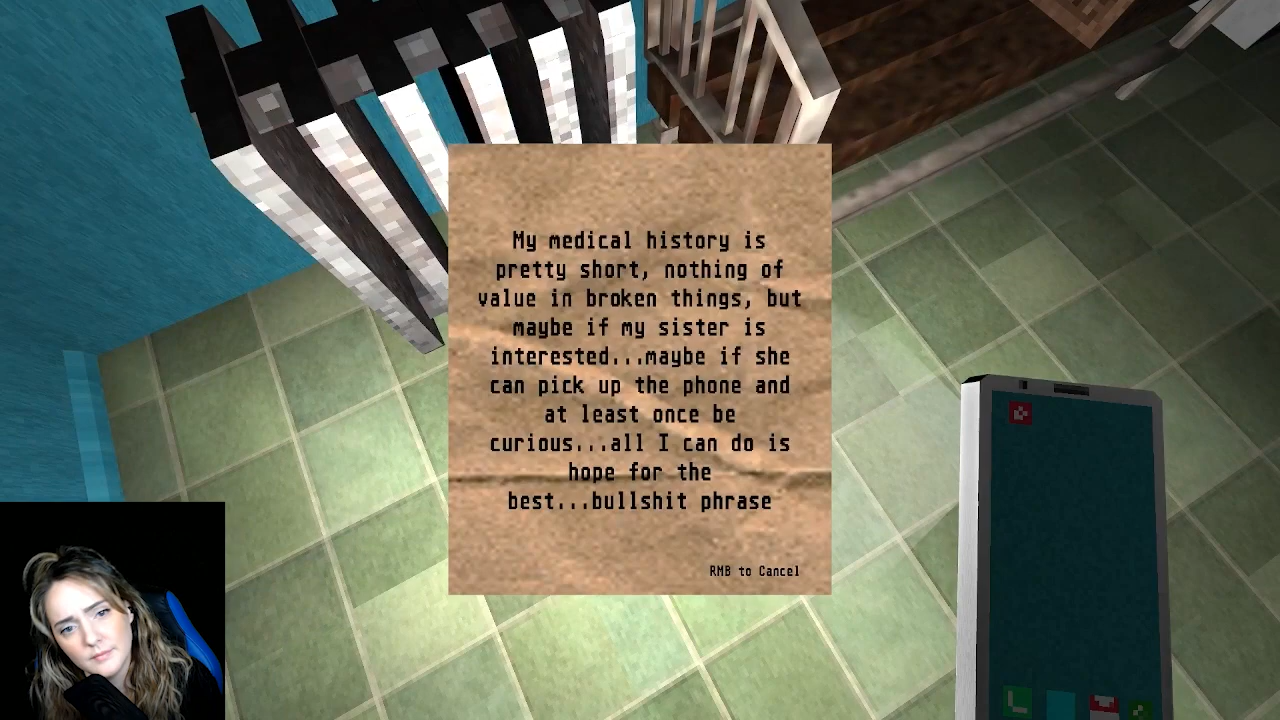 My medical history is
pretty short, nothing of
value in broken things, but
maybe if my sister is
interested...maybe if she
can pick up the phone and
at least once be
curious...all I can do is
hope for the
best...bullshit phrase
RMB to Cancel